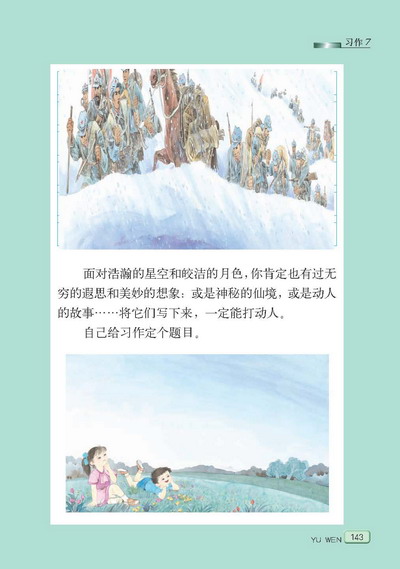 习作7
面对浩瀚的星空和皎洁的月色，你肯定也有过无
穷的遐思和美妙的想象：或是神秘的仙境，或是动人
的故事……将它们写下来，一定能打动人。
自己给习作定个题目。
YU WEN 143